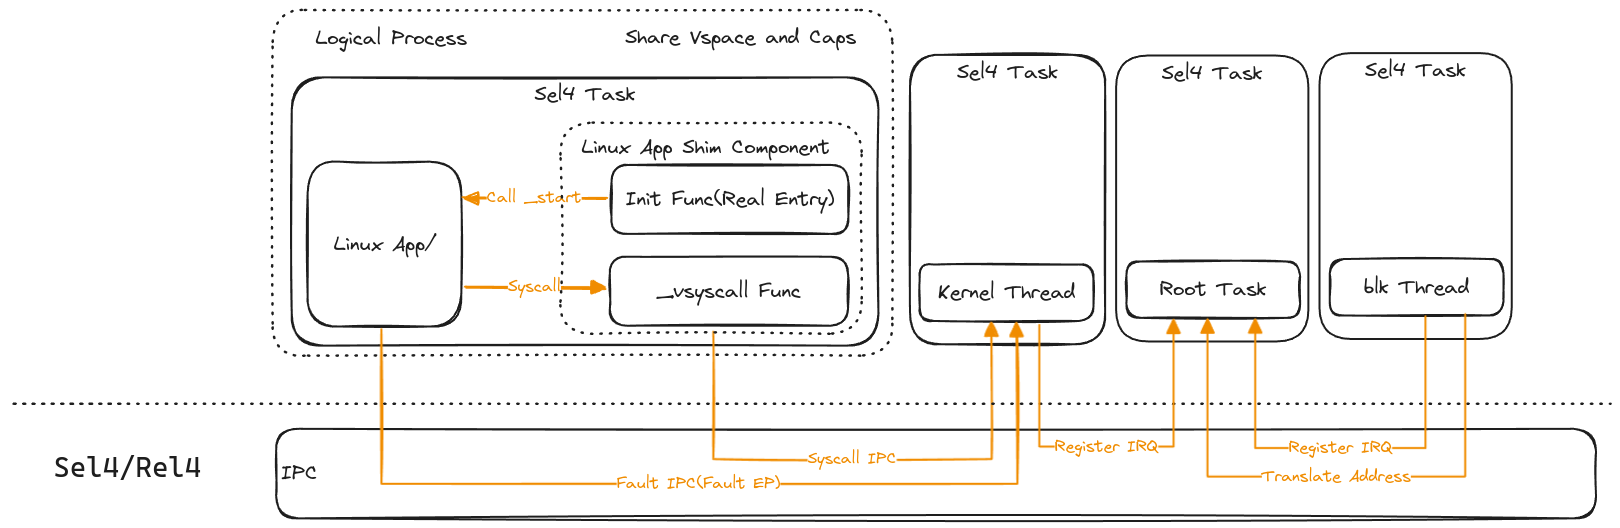 Logical Process
Share Vspace and Caps
Sel4 Task
Linux App Shim Component
Init Func(Real Entry)
Call _start
Linux App/
Syscall
_vsyscall Func
Sel4 Task
Kernel Thread
Sel4 Task
Root Task
Sel4 Task
blk Thread
Sel4/Rel4
IPC
Syscall IPC
Fault IPC(Fault EP)
Register IRQ
Register IRQ
Translate Address